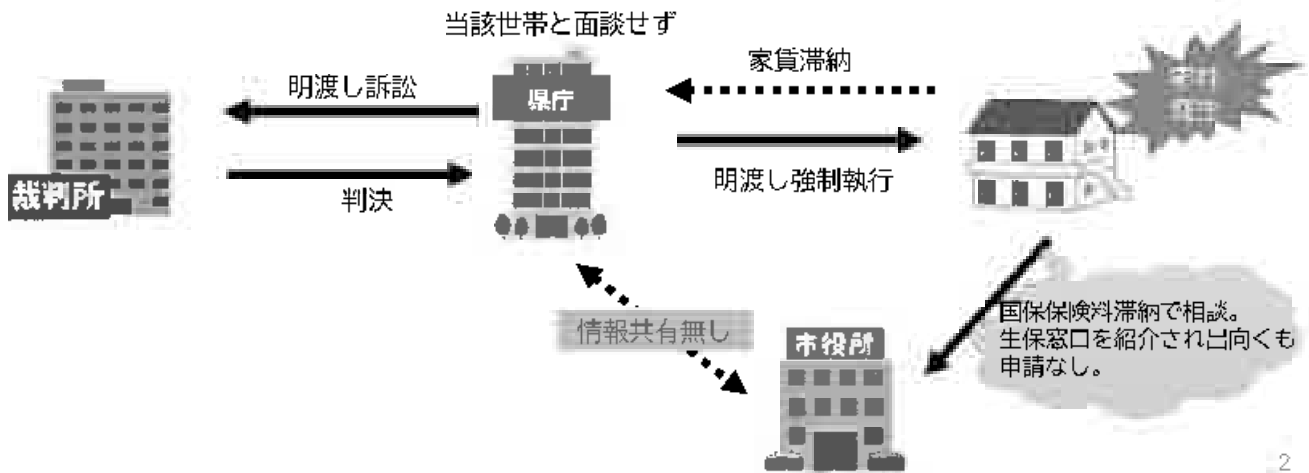 当該世帯と面談せず
家賃滞納
明渡し訴訟
県庁
裁判所
判決
明渡し強制執行
情報共有無し
市役所
国保保険料滞納で相談。
生保窓口を紹介され出向くも
申請なし。
2